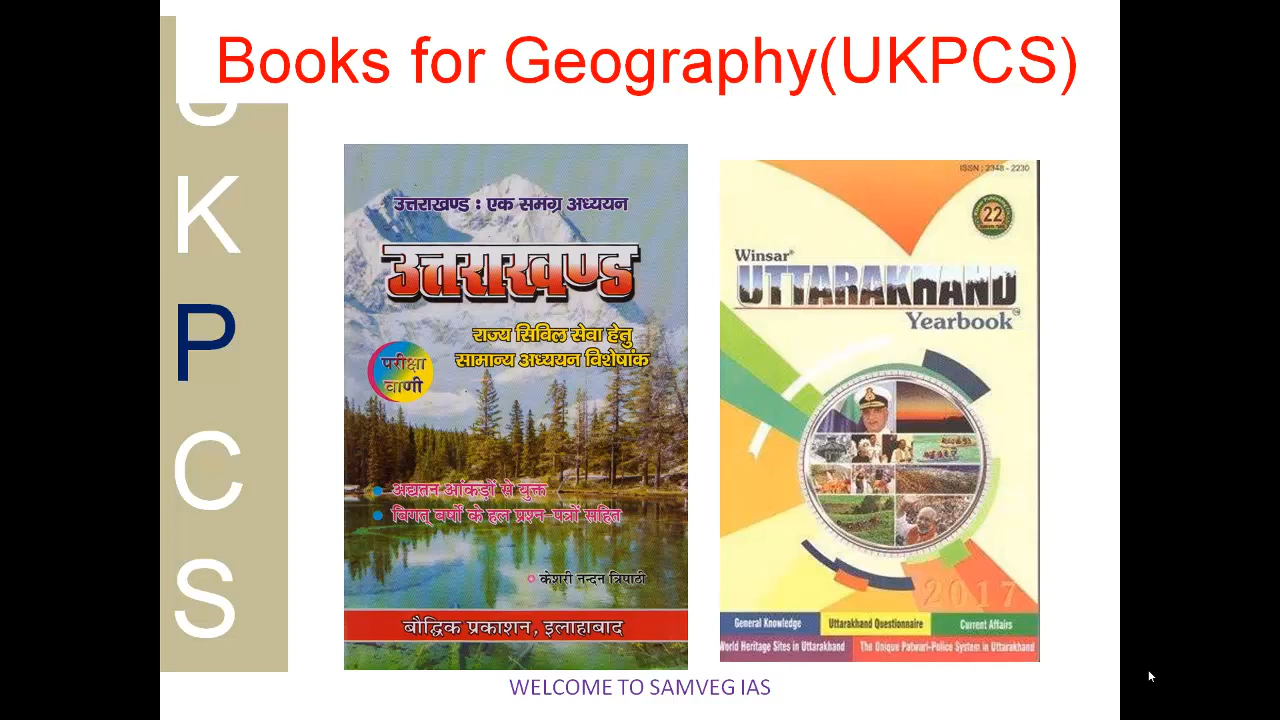 Books for Geography(UKPCS)
U
K
P
C
S
उत्तराखण्ड : एक समग्र अध्ययन
उत्तराखण्ड
राज्य सिविल सेवा हेतु
सामान्य अध्ययन विशेषांक
परीक्षा
वाणी
अद्यतन आंकड़ों से युक्त
विगत् वर्षों के हल प्रश्न-पत्रों सहित
केशरी नन्दन त्रिपाठी
बौद्धिक प्रकाशन, इलाहाबाद
ISSN : 2348 - 2230
22
Winsar
UTTARAKHAND
Yearbook
2017
General Knowledge
Uttarakhand Questionnaire
Current Affairs
World Heritage Sites in Uttarakhand
The Unique Patwari-Police System in Uttarakhand
WELCOME TO SAMVEG IAS